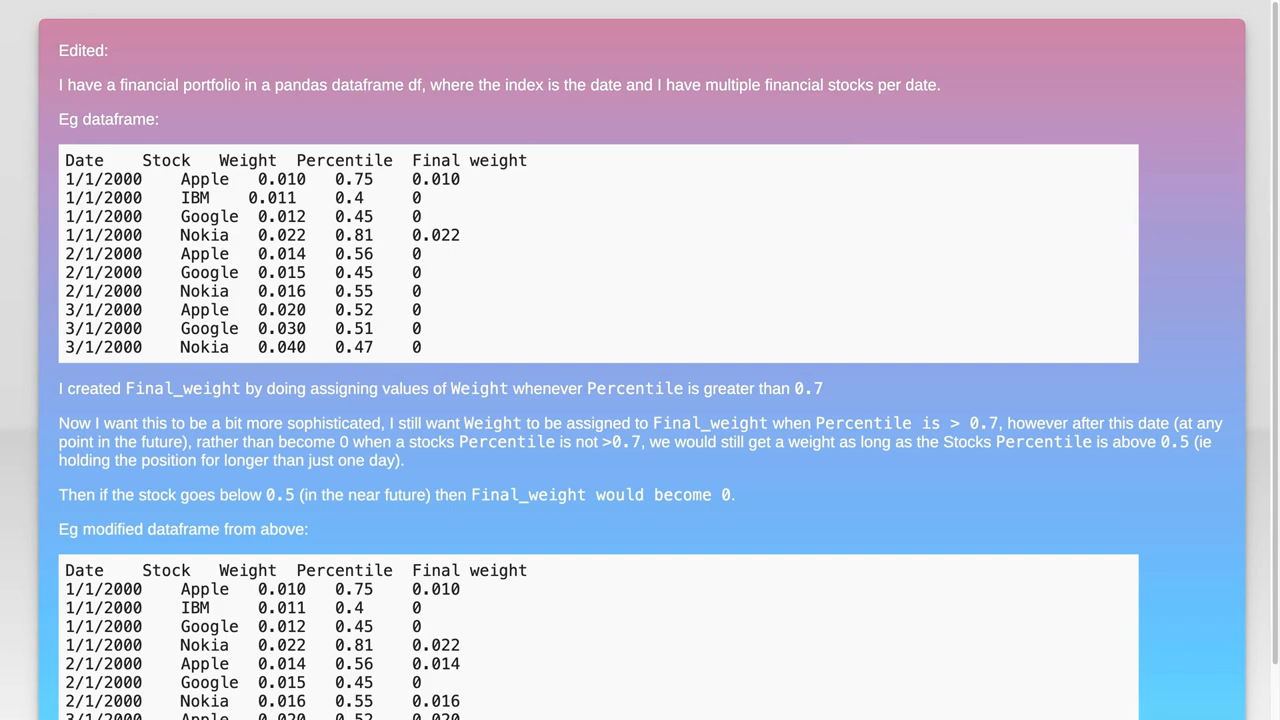 Edited:
I have a financial portfolio in a pandas dataframe df, where the index is the date and I have multiple financial stocks per date.
Eg dataframe:
Date    Stock   Weight  Percentile  Final weight
1/1/2000    Apple   0.010   0.75    0.010
1/1/2000    IBM    0.011    0.4     0
1/1/2000    Google  0.012   0.45    0
1/1/2000    Nokia   0.022   0.81    0.022
2/1/2000    Apple   0.014   0.56    0
2/1/2000    Google  0.015   0.45    0
2/1/2000    Nokia   0.016   0.55    0
3/1/2000    Apple   0.020   0.52    0
3/1/2000    Google  0.030   0.51    0
3/1/2000    Nokia   0.040   0.47    0
I created Final_weight by doing assigning values of Weight whenever Percentile is greater than 0.7
Now I want this to be a bit more sophisticated, I still want Weight to be assigned to Final_weight when Percentile is > 0.7, however after this date (at any
point in the future), rather than become 0 when a stocks Percentile is not >0.7, we would still get a weight as long as the Stocks Percentile is above 0.5 (ie
holding the position for longer than just one day).
Then if the stock goes below 0.5 (in the near future) then Final_weight would become 0.
Eg modified dataframe from above:
Date    Stock   Weight  Percentile  Final weight
1/1/2000    Apple   0.010   0.75    0.010
1/1/2000    IBM     0.011   0.4     0
1/1/2000    Google  0.012   0.45    0
1/1/2000    Nokia   0.022   0.81    0.022
2/1/2000    Apple   0.014   0.56    0.014
2/1/2000    Google  0.015   0.45    0
2/1/2000    Nokia   0.016   0.55    0.016
3/1/2000    Apple   0.020   0.52    0.020